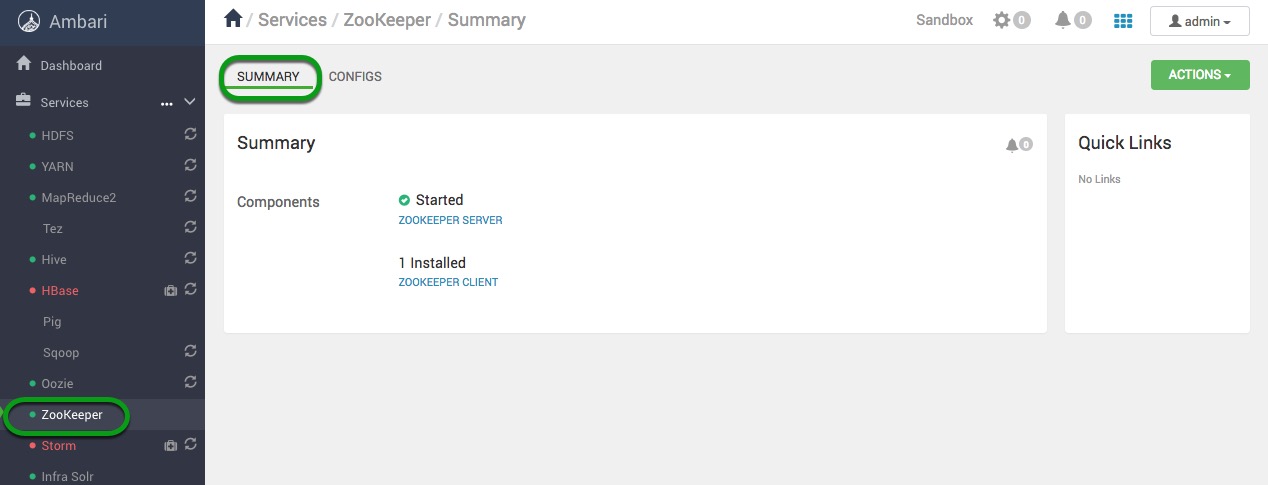 Ambari
/ Services / ZooKeeper / Summary
Sandbox
0
0
admin
Dashboard
Services
HDFS
YARN
MapReduce2
Tez
Hive
HBase
Pig
Sqoop
Oozie
ZooKeeper
Storm
Infra Solr
SUMMARY
CONFIGS
ACTIONS
Summary
0
Components
Started
ZOOKEEPER SERVER
1 Installed
ZOOKEEPER CLIENT
Quick Links
No Links